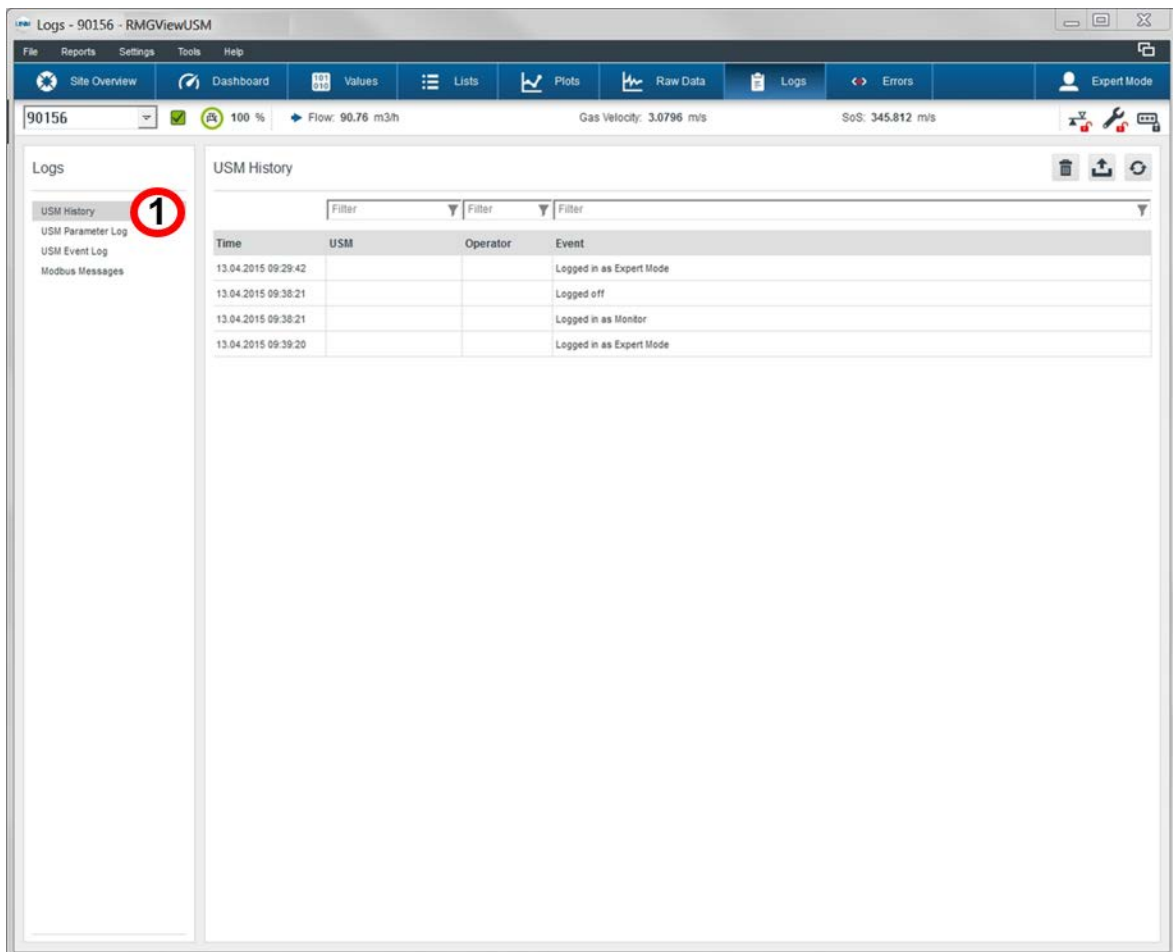 Logs - 90156 - RMGViewUSM
File Reports Settings Tools Help
Site Overview Dashboard 101 010 Values Lists Plots Raw Data Logs Errors Expert Mode
90156 100 % Flow: 90.76 m3/h Gas Velocity: 3.0796 m/s SoS: 345.812 m/s
Logs
USM History
1
USM Parameter Log
USM Event Log
Modbus Messages
USM History
Filter Filter Filter
Time USM Operator Event
13.04.2015 09:29:42 Logged in as Expert Mode
13.04.2015 09:38:21 Logged off
13.04.2015 09:38:21 Logged in as Monitor
13.04.2015 09:39:20 Logged in as Expert Mode